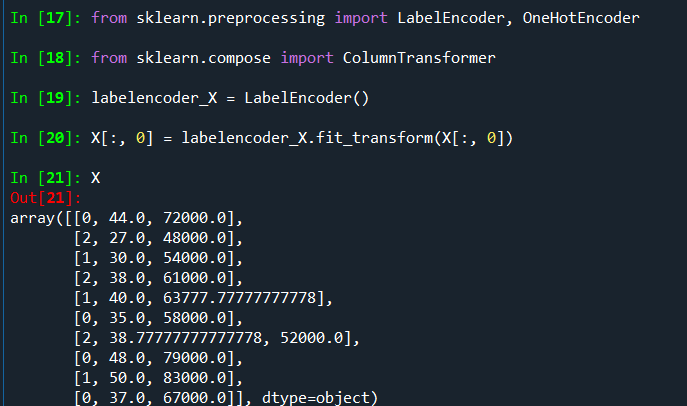 In [17]: from sklearn.preprocessing import LabelEncoder, OneHotEncoder
In [18]: from sklearn.compose import ColumnTransformer
In [19]: labelencoder_X = LabelEncoder()
In [20]: X[:, 0] = labelencoder_X.fit_transform(X[:, 0])
In [21]: X
Out[21]:
array([[0, 44.0, 72000.0],
       [2, 27.0, 48000.0],
       [1, 30.0, 54000.0],
       [2, 38.0, 61000.0],
       [1, 40.0, 63777.77777777778],
       [0, 35.0, 58000.0],
       [2, 38.77777777777778, 52000.0],
       [0, 48.0, 79000.0],
       [1, 50.0, 83000.0],
       [0, 37.0, 67000.0]], dtype=object)